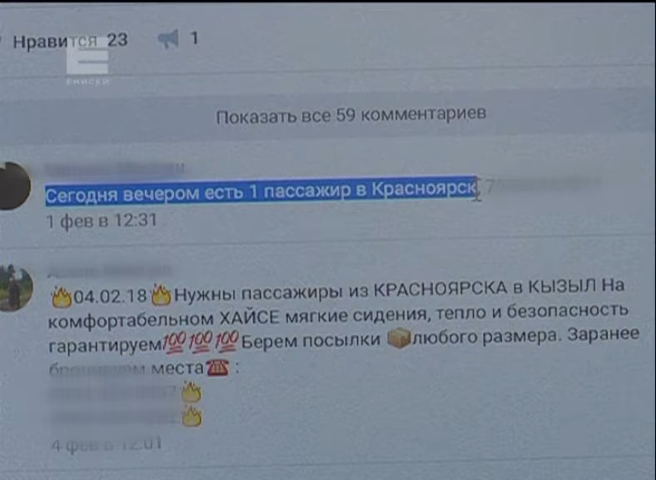 Нравится 23 1
ЕНИСЕЙ
Показать все 59 комментариев
Сегодня вечером есть 1 пассажир в Красноярск
1 фев в 12:31
🔥04.02.18🔥Нужны пассажиры из КРАСНОЯРСКА в КЫЗЫЛ На
комфортабельном ХАЙСЕ мягкие сидения, тепло и безопасность
гарантируем💯💯💯Берем посылки 📦любого размера. Заранее
места☎ :
🔥
🔥
4 фев в 12:01